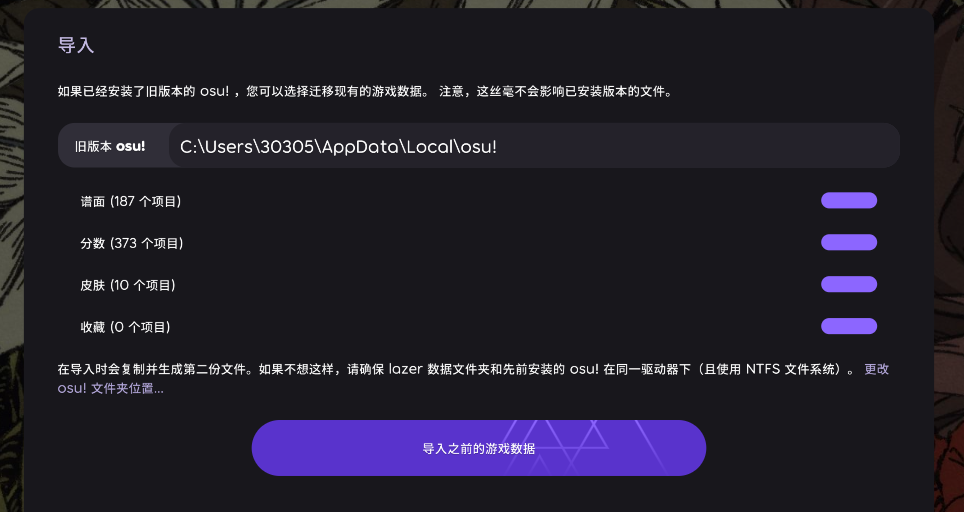 导入
如果已经安装了旧版本的 osu! ，您可以选择迁移现有的游戏数据。 注意，这丝毫不会影响已安装版本的文件。
旧版本 osu! C:\Users\30305\AppData\Local\osu!
谱面 (187 个项目)
分数 (373 个项目)
皮肤 (10 个项目)
收藏 (0 个项目)
在导入时会复制并生成第二份文件。如果不想这样，请确保 lazer 数据文件夹和先前安装的 osu! 在同一驱动器下（且使用 NTFS 文件系统）。 更改
osu! 文件夹位置...
导入之前的游戏数据